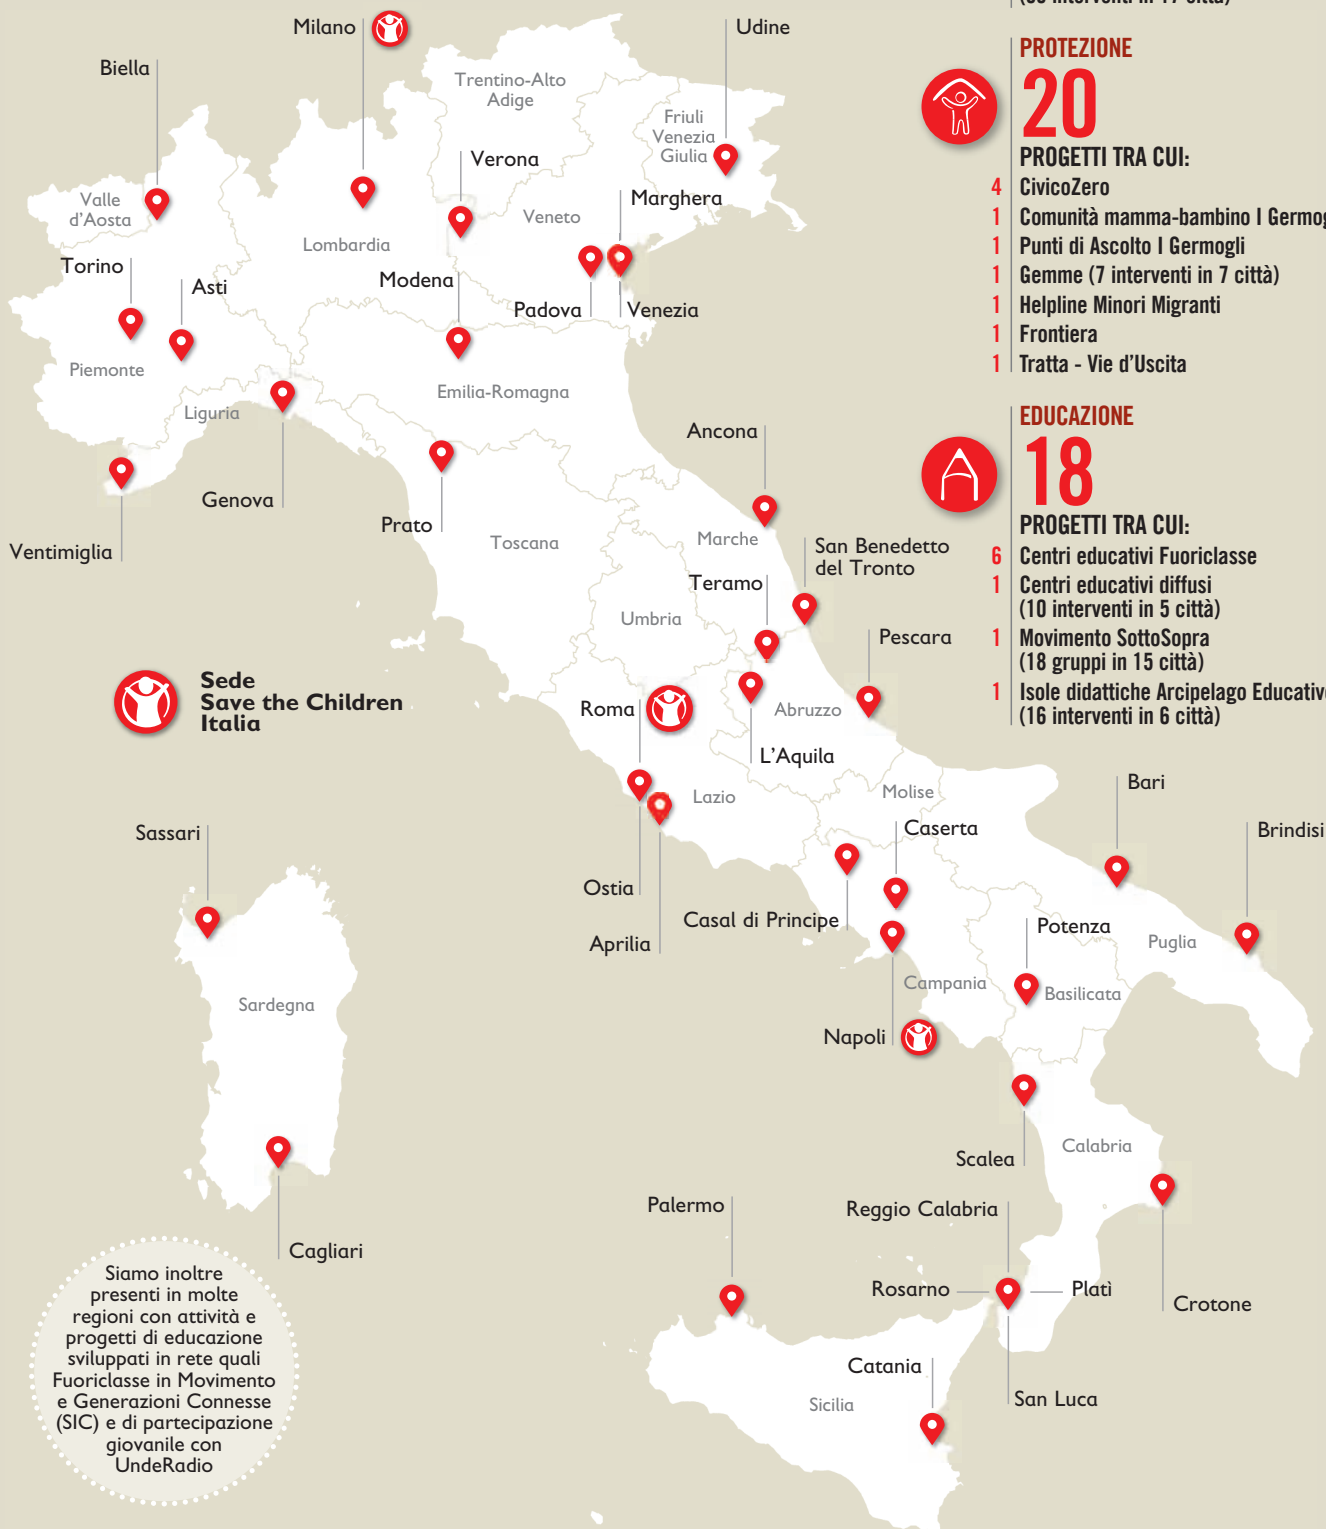 Milano
Udine
Biella
Trentino-Alto
Adige
Friuli
Venezia
Giulia
Verona
Marghera
Valle
d'Aosta
Veneto
Lombardia
Torino
Asti
Modena
Padova
Venezia
Piemonte
Emilia-Romagna
Liguria
Ancona
Genova
Prato
Toscana
Marche
San Benedetto
del Tronto
Ventimiglia
Teramo
Umbria
Pescara
Sede
Save the Children
Italia
Roma
Abruzzo
L'Aquila
Lazio
Molise
Bari
Caserta
Brindisi
Sassari
Ostia
Casal di Principe
Aprilia
Potenza
Puglia
Campania
Basilicata
Sardegna
Napoli
Scalea
Calabria
Palermo
Reggio Calabria
Cagliari
Rosarno
Platì
Crotone
Catania
Sicilia
San Luca
Siamo inoltre
presenti in molte
regioni con attività e
progetti di educazione
sviluppati in rete quali
Fuoriclasse in Movimento
e Generazioni Connesse
(SIC) e di partecipazione
giovanile con
UndeRadio
PROTEZIONE
20
PROGETTI TRA CUI:
4 CivicoZero
1 Comunità mamma-bambino I Germog
1 Punti di Ascolto I Germogli
1 Gemme (7 interventi in 7 città)
1 Helpline Minori Migranti
1 Frontiera
1 Tratta - Vie d'Uscita
EDUCAZIONE
18
PROGETTI TRA CUI:
6 Centri educativi Fuoriclasse
1 Centri educativi diffusi
(10 interventi in 5 città)
1 Movimento SottoSopra
(18 gruppi in 15 città)
1 Isole didattiche Arcipelago Educativ
(16 interventi in 6 città)